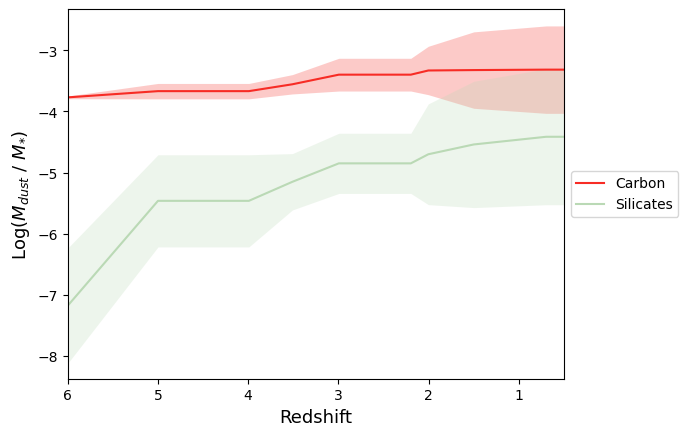 Log(M_dust / M_*)
−3
−4
−5
−6
−7
−8
6 5 4 3 2 1
Redshift
Carbon
Silicates